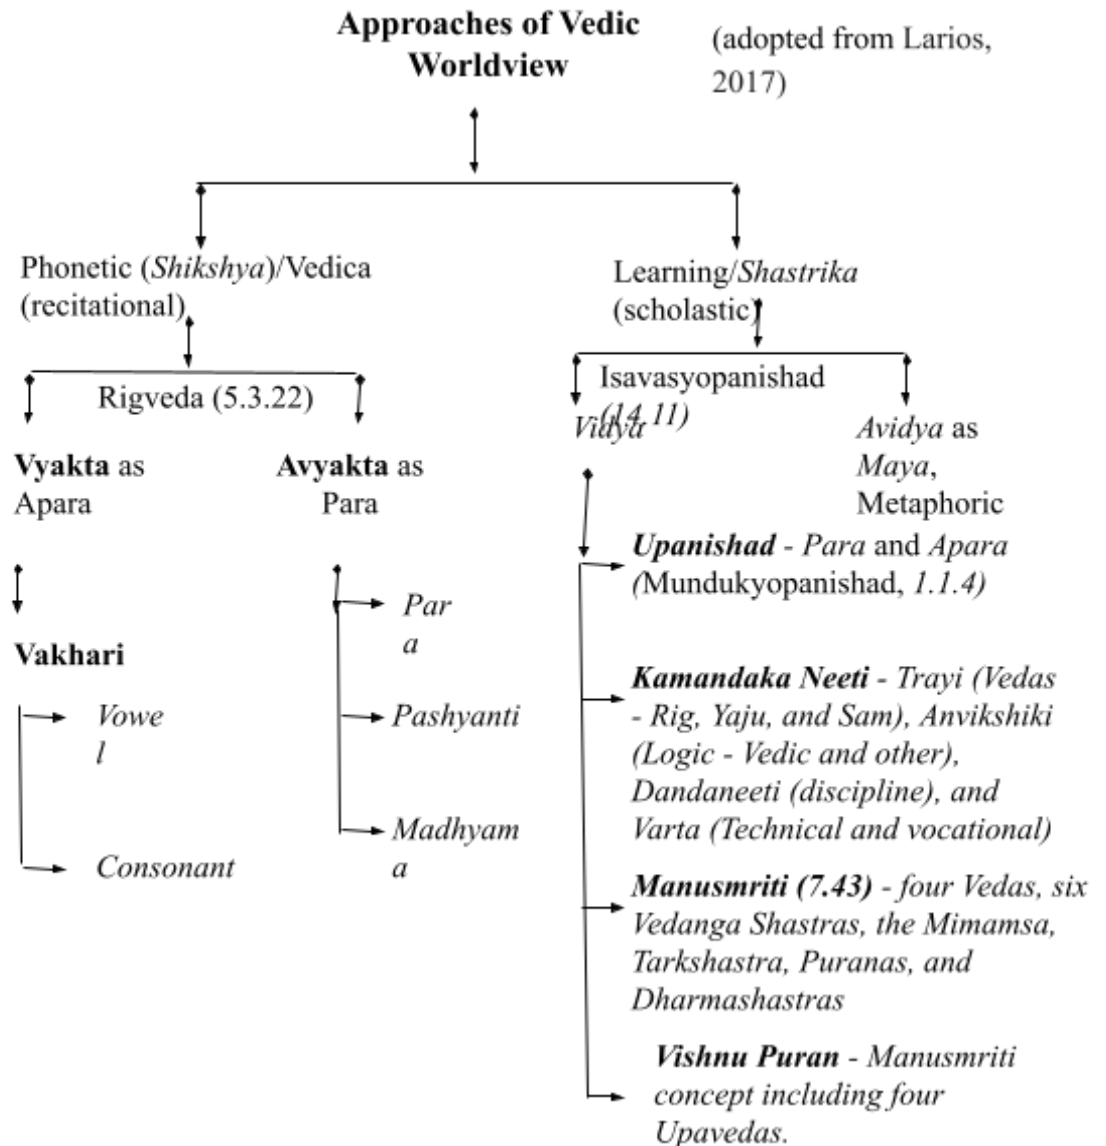 Approaches of Vedic
Worldview
(adopted from Larios,
2017)
Phonetic (Shikshya)/Vedica
(recitational)
Learning/Shastrika
(scholastic)
Rigveda (5.3.22)
Isavasyopanishad
(14.11)
Vyakta as
Apara
Avyakta as
Para
Vidya
Avidya as
Maya,
Metaphoric
Vakhari
Vowe
l
Consonant
Par
a
Pashyanti
Madhyam
a
Upanishad - Para and Apara
(Mundukyopanishad, 1.1.4)
Kamandaka Neeti - Trayi (Vedas
- Rig, Yaju, and Sam), Anvikshiki
(Logic - Vedic and other),
Dandaneeti (discipline), and
Varta (Technical and vocational)
Manusmriti (7.43) - four Vedas, six
Vedanga Shastras, the Mimamsa,
Tarkshastra, Puranas, and
Dharmashastras
Vishnu Puran - Manusmriti
concept including four
Upavedas.